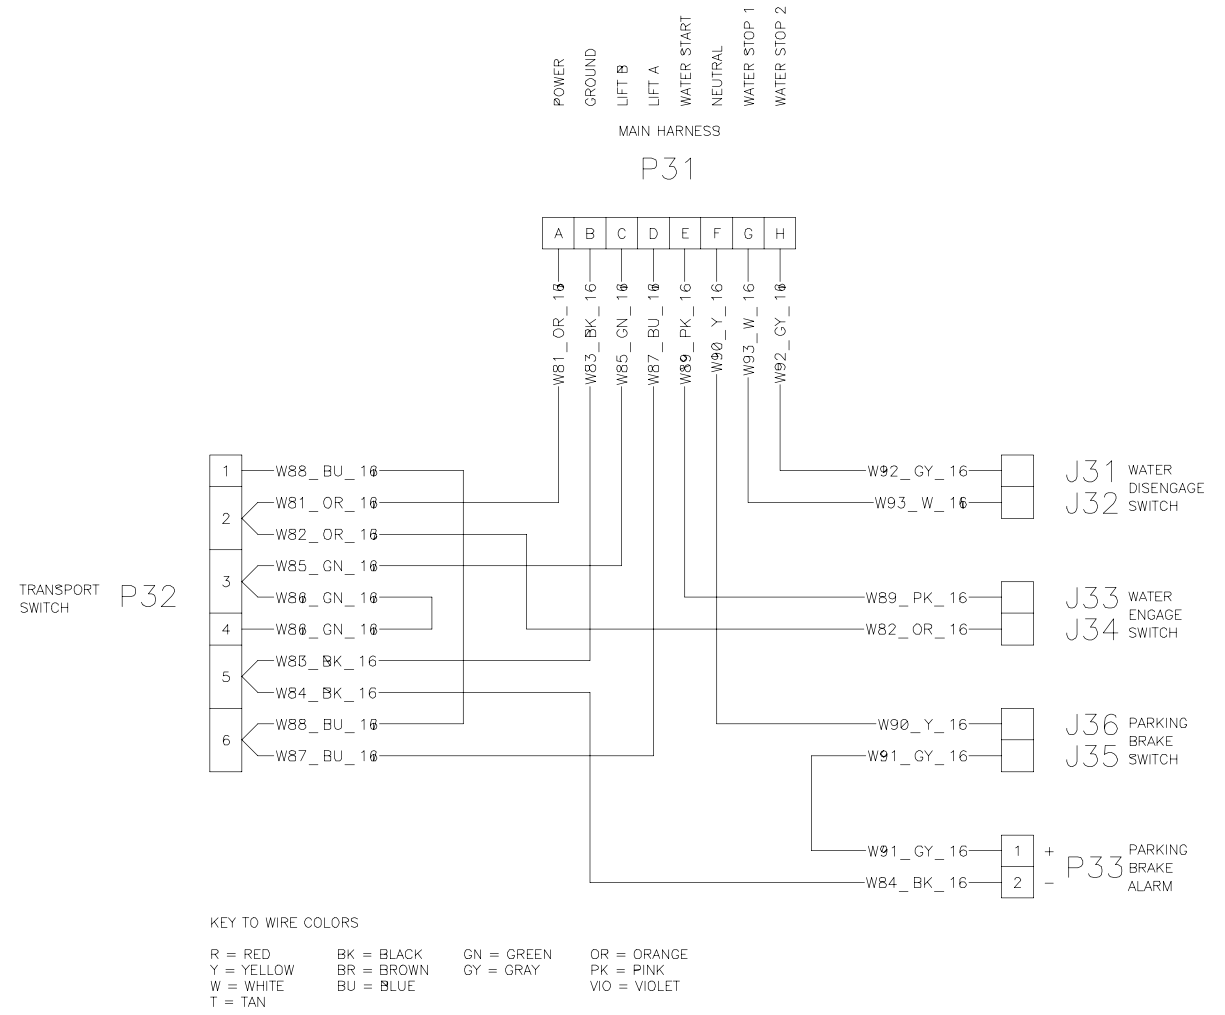 POWER
GROUND
LIFT B
LIFT A
WATER START
NEUTRAL
WATER STOP 1
WATER STOP 2
MAIN HARNESS
P31
A B C D E F G H
W81_OR_16
W83_BK_16
W85_GN_16
W87_BU_16
W89_PK_16
W90_Y_16
W93_W_16
W92_GY_16
TRANSPORT
SWITCH
P32
1
W88_BU_16
2
W81_OR_16
W82_OR_16
3
W85_GN_16
W86_GN_16
4
W86_GN_16
5
W83_BK_16
W84_BK_16
6
W88_BU_16
W87_BU_16
W92_GY_16
W93_W_16
J31
J32
WATER
DISENGAGE
SWITCH
W89_PK_16
W82_OR_16
J33
J34
WATER
ENGAGE
SWITCH
W90_Y_16
W91_GY_16
J36
J35
PARKING
BRAKE
SWITCH
W91_GY_16 1 +
W84_BK_16 2 -
P33
PARKING
BRAKE
ALARM
KEY TO WIRE COLORS
R = RED BK = BLACK GN = GREEN OR = ORANGE
Y = YELLOW BR = BROWN GY = GRAY PK = PINK
W = WHITE BU = BLUE VIO = VIOLET
T = TAN